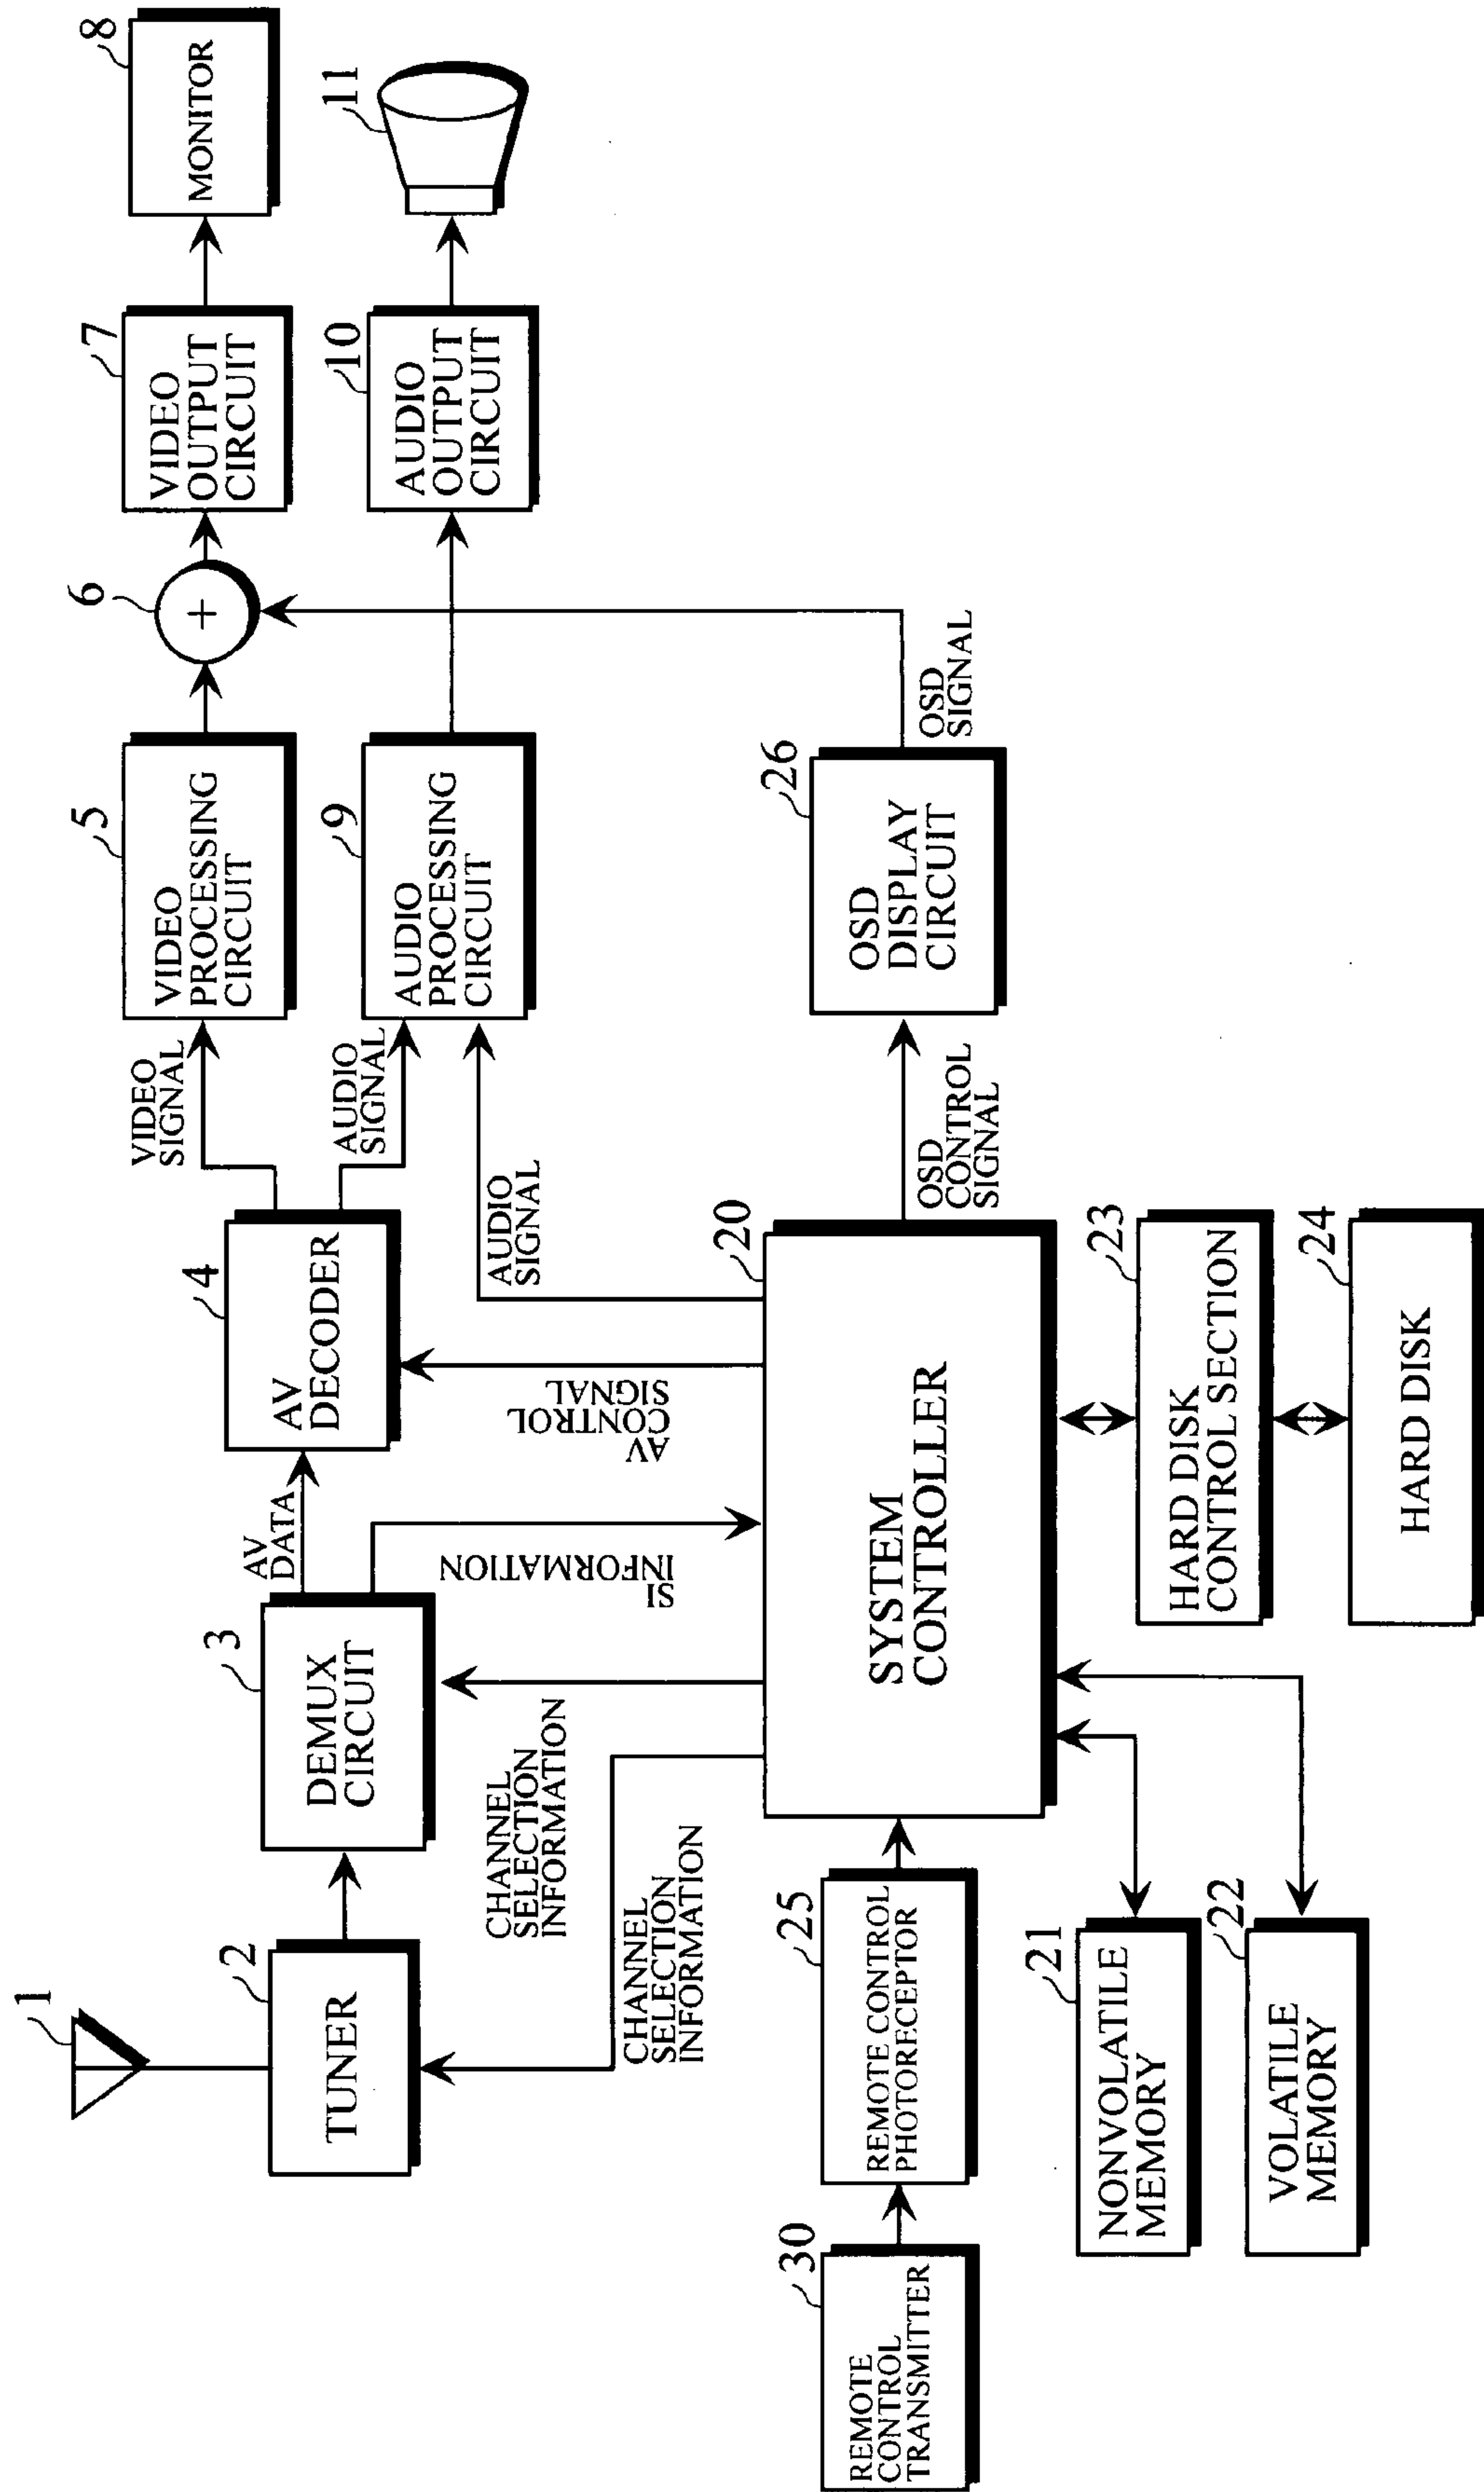 1
2
TUNER
3
DEMUX
CIRCUIT
AV
DATA
4
AV
DECODER
VIDEO
SIGNAL
AUDIO
SIGNAL
5
VIDEO
PROCESSING
CIRCUIT
6
+
7
VIDEO
OUTPUT
CIRCUIT
8
MONITOR
9
AUDIO
PROCESSING
CIRCUIT
10
AUDIO
OUTPUT
CIRCUIT
11
CHANNEL
SELECTION
INFORMATION
CHANNEL
SELECTION
INFORMATION
SI
INFORMATION
AV
CONTROL
SIGNAL
AUDIO
SIGNAL
30
REMOTE
CONTROL
TRANSMITTER
25
REMOTE CONTROL
PHOTORECEPTOR
20
SYSTEM
CONTROLLER
OSD
CONTROL
SIGNAL
26
OSD
DISPLAY
CIRCUIT
OSD
SIGNAL
21
NONVOLATILE
MEMORY
22
VOLATILE
MEMORY
23
HARD DISK
CONTROL SECTION
24
HARD DISK